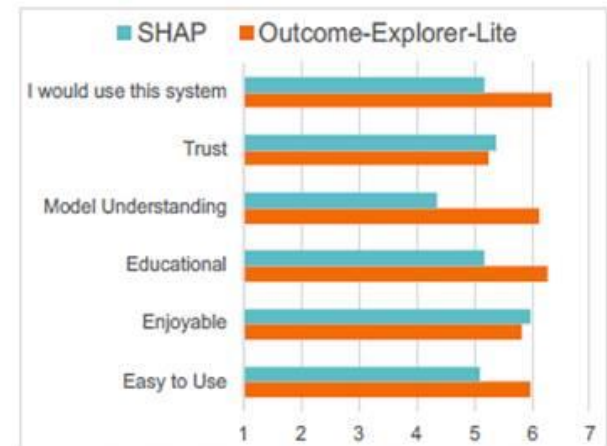 SHAP Outcome-Explorer-Lite
I would use this system
Trust
Model Understanding
Educational
Enjoyable
Easy to Use
1 2 3 4 5 6 7